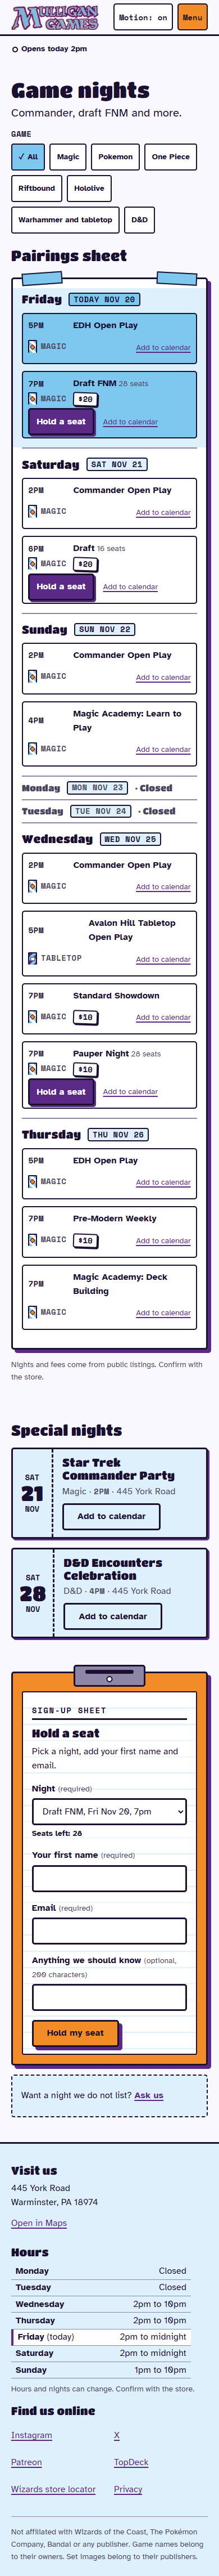 MULLIGAN GAMES
Motion: on
Menu
Opens today 2pm
Game nights
Commander, draft FNM and more.
GAME
✓ All
Magic
Pokemon
One Piece
Riftbound
Hololive
Warhammer and tabletop
D&D
Pairings sheet
Friday TODAY NOV 20
5PM EDH Open Play
MAGIC Add to calendar
7PM Draft FNM 28 seats
MAGIC $20
Hold a seat Add to calendar
Saturday SAT NOV 21
2PM Commander Open Play
MAGIC Add to calendar
6PM Draft 16 seats
MAGIC $20
Hold a seat Add to calendar
Sunday SUN NOV 22
2PM Commander Open Play
MAGIC Add to calendar
4PM Magic Academy: Learn to
Play
MAGIC Add to calendar
Monday MON NOV 23 · Closed
Tuesday TUE NOV 24 · Closed
Wednesday WED NOV 25
2PM Commander Open Play
MAGIC Add to calendar
5PM Avalon Hill Tabletop
Open Play
TABLETOP Add to calendar
7PM Standard Showdown
MAGIC $10 Add to calendar
7PM Pauper Night 28 seats
MAGIC $10
Hold a seat Add to calendar
Thursday THU NOV 26
5PM EDH Open Play
MAGIC Add to calendar
7PM Pre-Modern Weekly
MAGIC $10 Add to calendar
7PM Magic Academy: Deck
Building
MAGIC Add to calendar
Nights and fees come from public listings. Confirm with
the store.
Special nights
SAT
21
NOV
Star Trek
Commander Party
Magic · 2PM · 445 York Road
Add to calendar
SAT
28
NOV
D&D Encounters
Celebration
D&D · 4PM · 445 York Road
Add to calendar
SIGN-UP SHEET
Hold a seat
Pick a night, add your first name and
email.
Night (required)
Draft FNM, Fri Nov 20, 7pm
Seats left: 28
Your first name (required)
Email (required)
Anything we should know (optional,
200 characters)
Hold my seat
Want a night we do not list? Ask us
Visit us
445 York Road
Warminster, PA 18974
Open in Maps
Hours
Monday Closed
Tuesday Closed
Wednesday 2pm to 10pm
Thursday 2pm to 10pm
Friday (today) 2pm to midnight
Saturday 2pm to midnight
Sunday 1pm to 10pm
Hours and nights can change. Confirm with the store.
Find us online
Instagram X
Patreon TopDeck
Wizards store locator Privacy
Not affiliated with Wizards of the Coast, The Pokémon
Company, Bandai or any publisher. Game names belong
to their owners. Set images belong to their publishers.